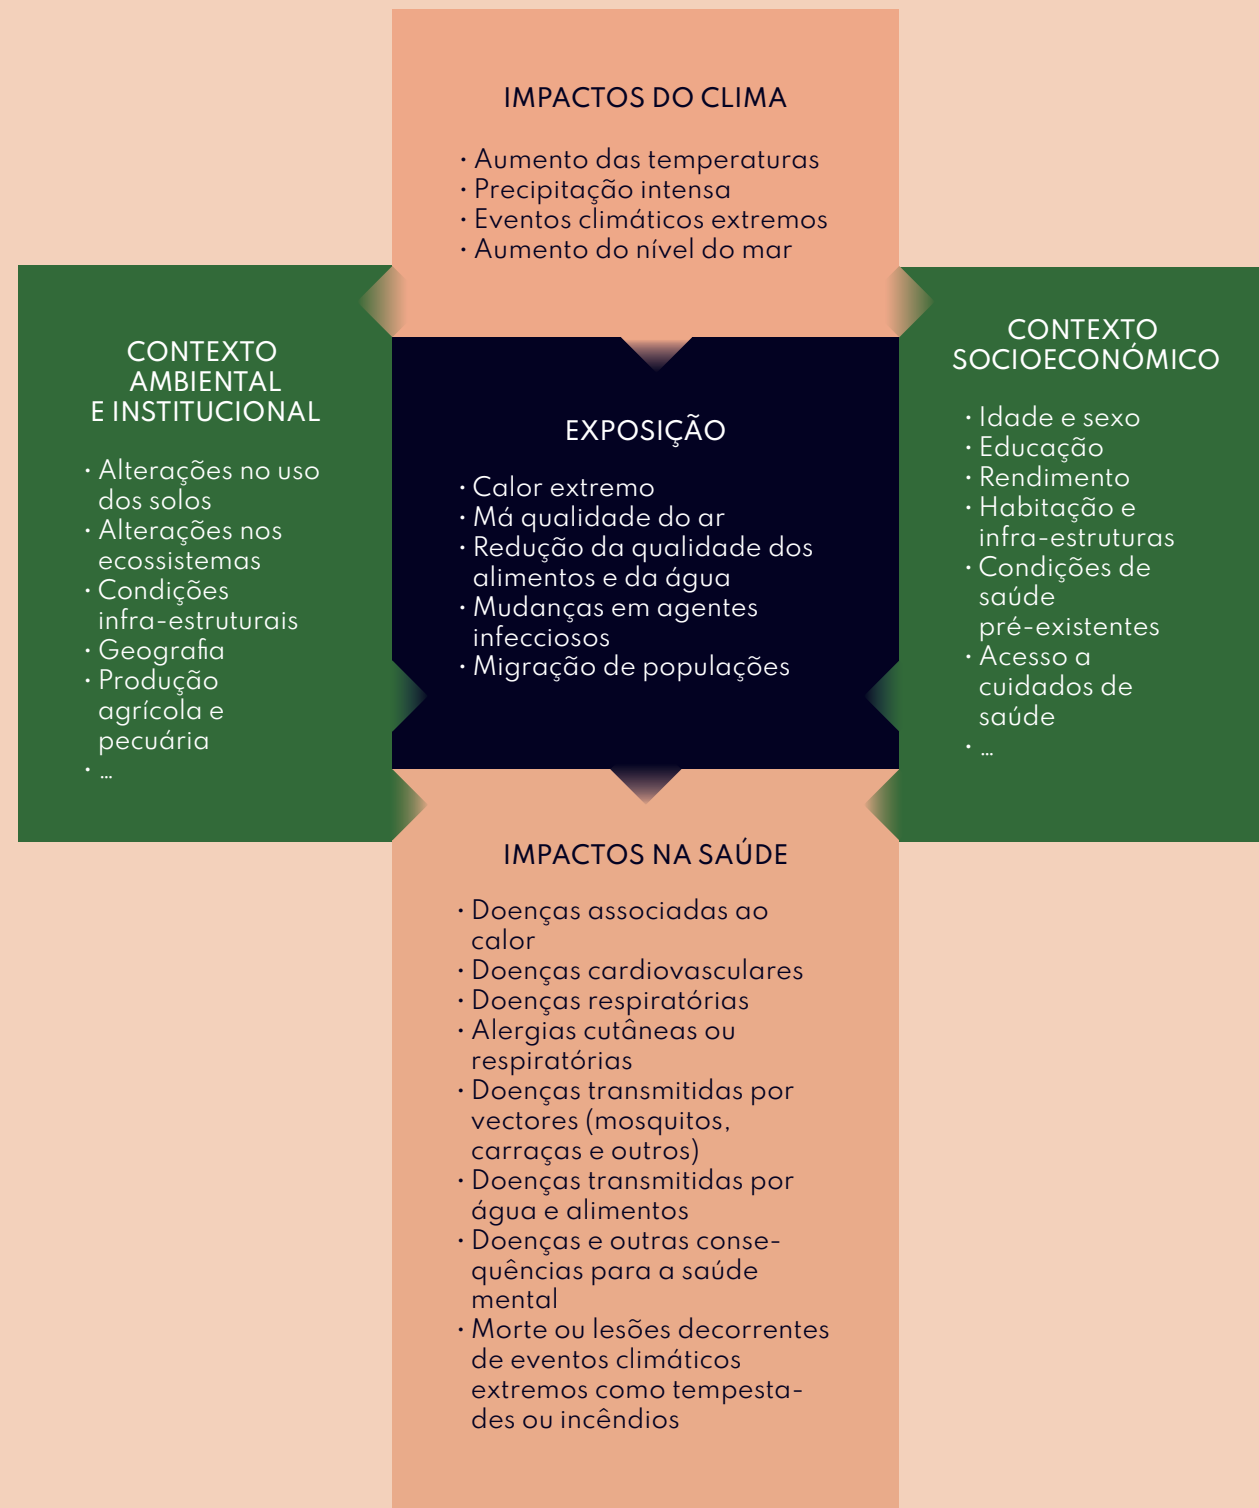 IMPACTOS DO CLIMA
· Aumento das temperaturas
· Precipitação intensa
· Eventos climáticos extremos
· Aumento do nível do mar
CONTEXTO
AMBIENTAL
E INSTITUCIONAL
· Alterações no uso
dos solos
· Alterações nos
ecossistemas
· Condições
infra-estruturais
· Geografia
· Produção
agrícola e
pecuária
· ...
EXPOSIÇÃO
· Calor extremo
· Má qualidade do ar
· Redução da qualidade dos
alimentos e da água
· Mudanças em agentes
infecciosos
· Migração de populações
CONTEXTO
SOCIOECONÓMICO
· Idade e sexo
· Educação
· Rendimento
· Habitação e
infra-estruturas
· Condições de
saúde
pré-existentes
· Acesso a
cuidados de
saúde
· ...
IMPACTOS NA SAÚDE
· Doenças associadas ao
calor
· Doenças cardiovasculares
· Doenças respiratórias
· Alergias cutâneas ou
respiratórias
· Doenças transmitidas por
vectores (mosquitos,
carraças e outros)
· Doenças transmitidas por
água e alimentos
· Doenças e outras conse-
quências para a saúde
mental
· Morte ou lesões decorrentes
de eventos climáticos
extremos como tempesta-
des ou incêndios